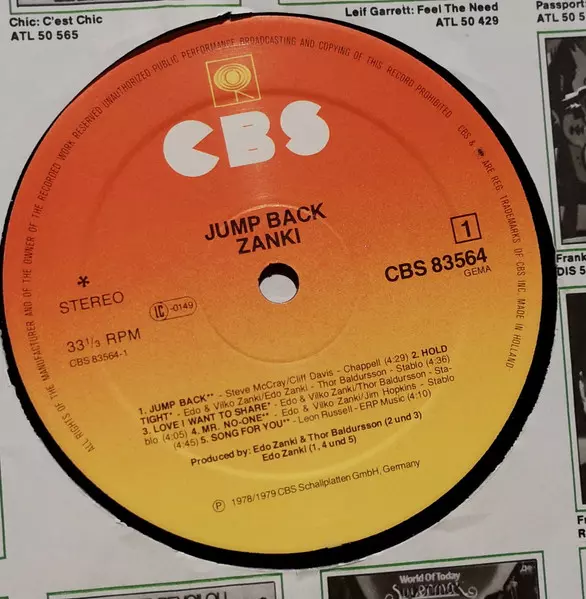 Chic: C'est Chic
ATL 50 565
Leif Garrett: Feel The Need
ATL 50 429
Passport
ATL 5
ALL RIGHTS OF THE MANUFACTURER AND OF THE OWNER OF THE RECORDED WORK RESERVED UNAUTHORIZED PUBLIC PERFORMANCE BROADCASTING AND COPYING OF THIS RECORD PROHIBITED
CBS & ARE REG. TRADEMARKS OF CBS INC. MADE IN HOLLAND
CBS
JUMP BACK
ZANKI
1
CBS 83564
GEMA
*
STEREO
LC -0149
33 1/3 RPM
CBS 83564-1
1. JUMP BACK** - Steve McCray/Cliff Davis - Chappell (4:29) 2. HOLD
TIGHT* - Edo & Vilko Zanki/Edo Zanki - Thor Baldursson - Stablo (4:36)
3. LOVE I WANT TO SHARE* - Edo & Vilko Zanki/Thor Baldursson - Sta-
blo (4:05) 4. MR. NO-ONE** - Edo & Vilko Zanki/Jim Hopkins - Stablo
(4:45) 5. SONG FOR YOU** - Leon Russell - ERP Music (4:10)
Produced by: Edo Zanki & Thor Baldursson (2 und 3)
Edo Zanki (1, 4 und 5)
℗ 1978/1979 CBS Schallplatten GmbH, Germany
Frank
DIS 5
F
R
World Of Today